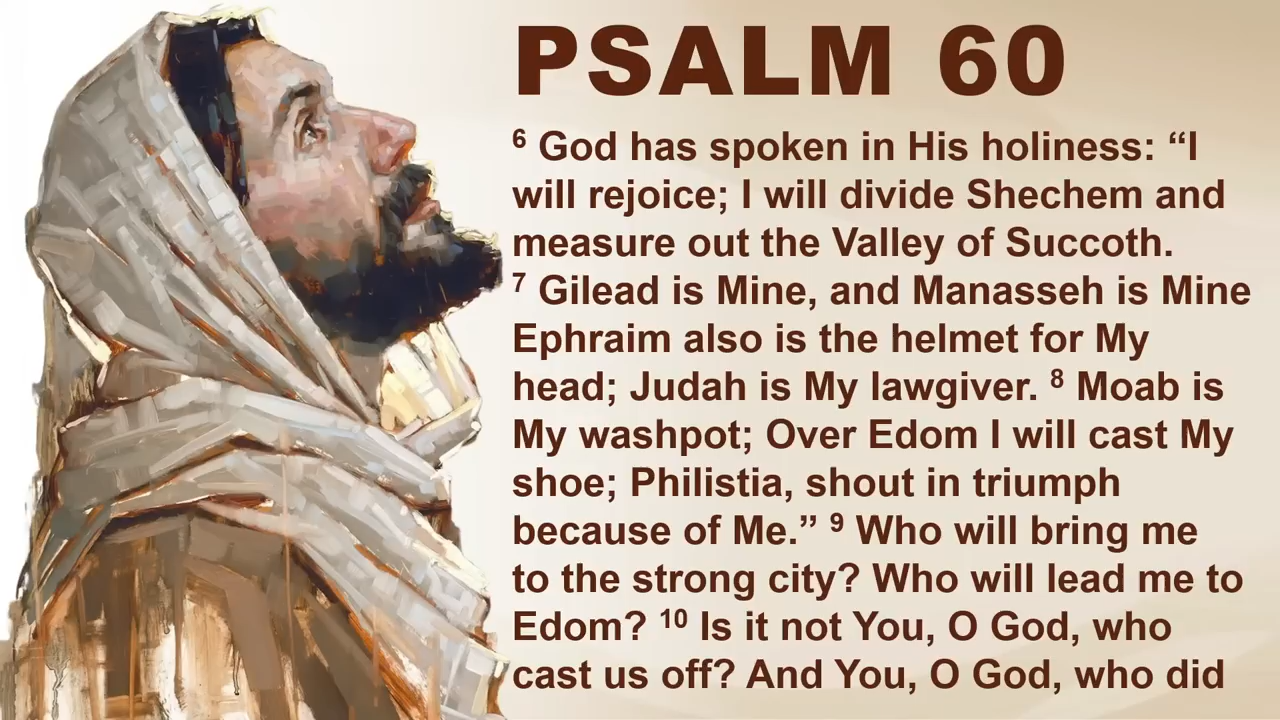 PSALM 60
6 God has spoken in His holiness: “I
will rejoice; I will divide Shechem and
measure out the Valley of Succoth.
7 Gilead is Mine, and Manasseh is Mine
Ephraim also is the helmet for My
head; Judah is My lawgiver. 8 Moab is
My washpot; Over Edom I will cast My
shoe; Philistia, shout in triumph
because of Me.” 9 Who will bring me
to the strong city? Who will lead me to
Edom? 10 Is it not You, O God, who
cast us off? And You, O God, who did